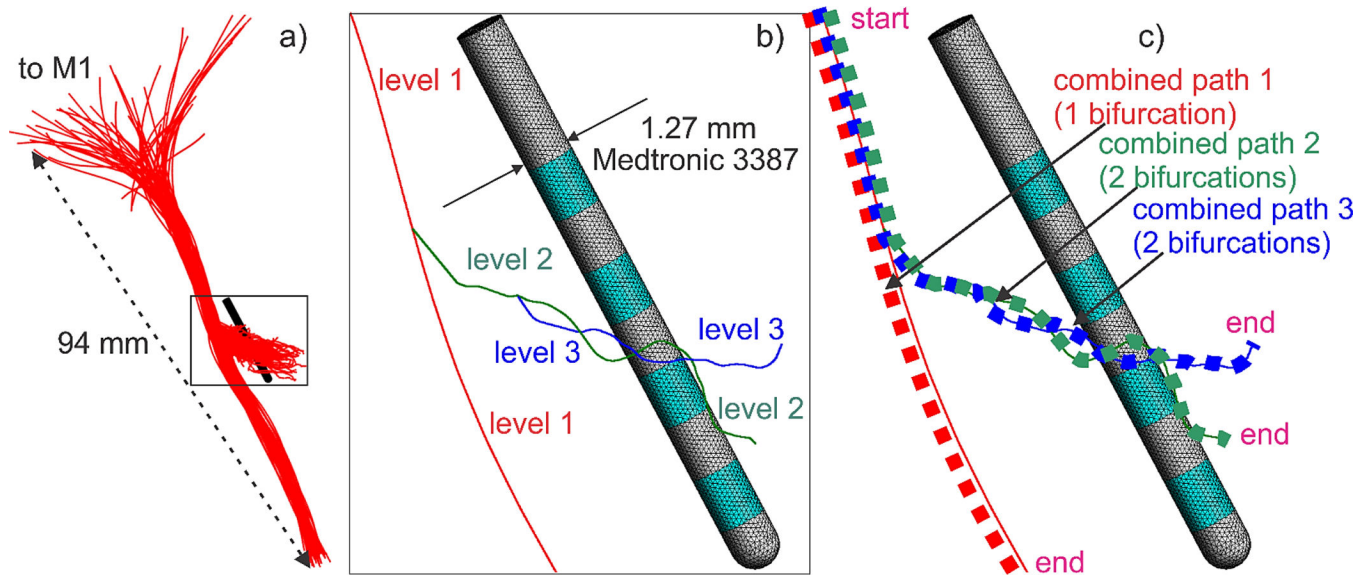 a)
to M1
94 mm
b)
level 1
1.27 mm
Medtronic 3387
level 2
level 3
level 3
level 2
level 1
start
c)
combined path 1
(1 bifurcation)
combined path 2
(2 bifurcations)
combined path 3
(2 bifurcations)
end
end
end